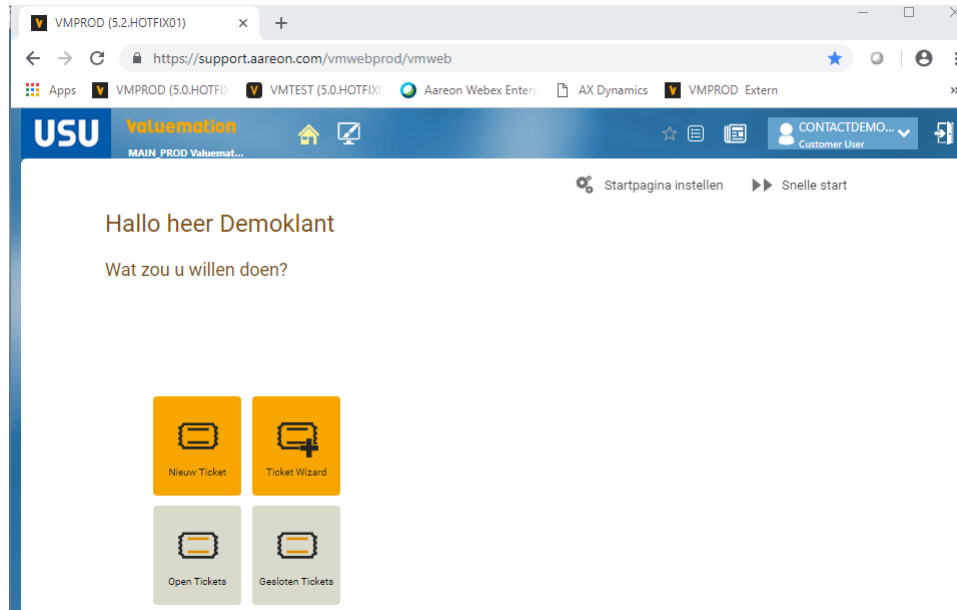 VMPROD (5.2.HOTFIX01)
https://support.aareon.com/vmwebprod/vmweb
Apps VMPROD (5.0.HOTFIX VMTEST (5.0.HOTFIX Aareon Webex Enterp AX Dynamics VMPROD Extern
USU Valuemation CONTACTDEMO...
MAIN_PROD Valuemat... Customer User
Startpagina instellen Snelle start
Hallo heer Demoklant
Wat zou u willen doen?
Nieuw Ticket Ticket Wizard
Open Tickets Gesloten Tickets